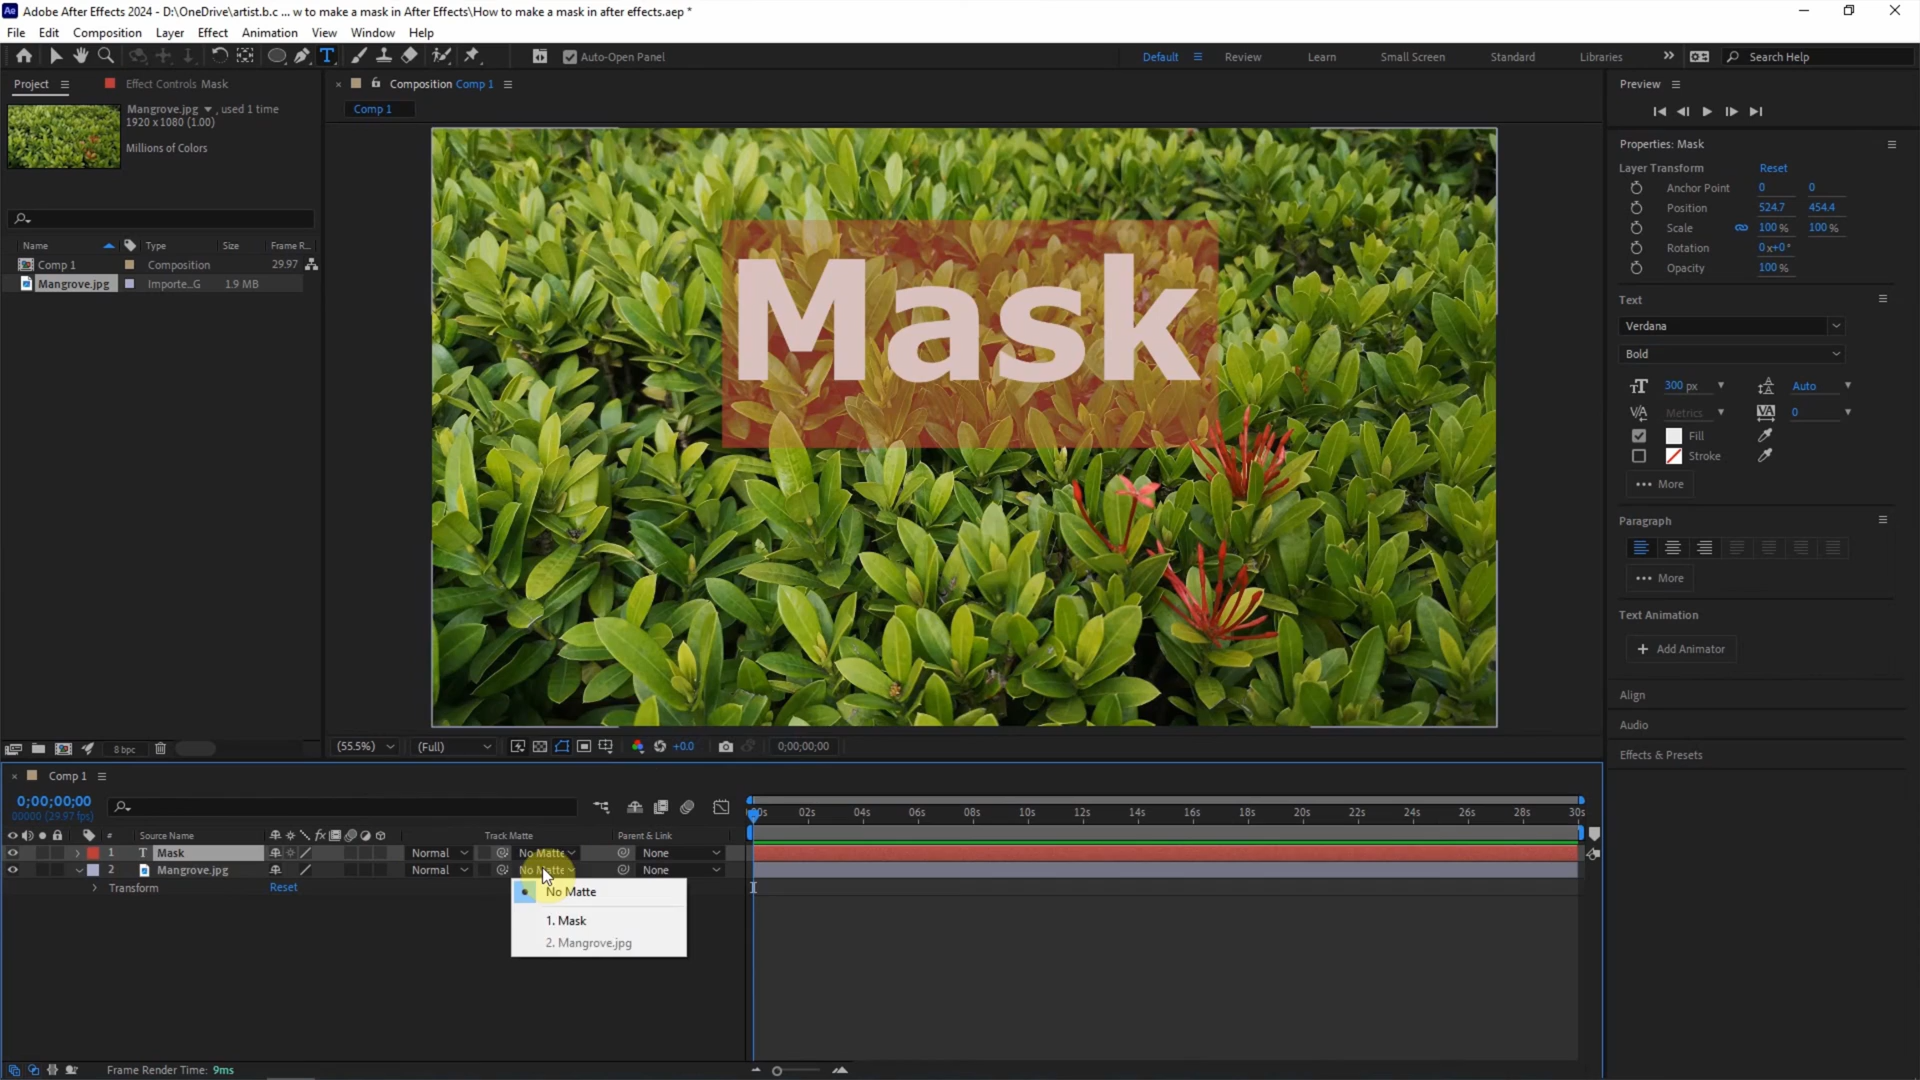 Adobe After Effects 2024 - D:\OneDrive\artist.b.c ... w to make a mask in After Effects\How to make a mask in after effects.aep *
File Edit Composition Layer Effect Animation View Window Help
Auto-Open Panel
Default Review Learn Small Screen Standard Libraries Search Help
Project Effect Controls Mask
Mangrove.jpg , used 1 time
1920 x 1080 (1.00)
Millions of Colors
Name Type Size Frame R...
Comp 1 Composition 29.97
Mangrove.jpg Importe...G 1.9 MB
8 bpc
Composition Comp 1
Comp 1
Mask
(55.5%) (Full) +0.0 0;00;00;00
Preview
Properties: Mask
Layer Transform Reset
Anchor Point 0 0
Position 524.7 454.4
Scale 100 % 100 %
Rotation 0x+0°
Opacity 100 %
Text
Verdana
Bold
300 px Auto
Metrics 0
Fill
Stroke
More
Paragraph
More
Text Animation
Add Animator
Align
Audio
Effects & Presets
Comp 1
0;00;00;00
00000 (29.97 fps)
02s 04s 06s 08s 10s 12s 14s 16s 18s 20s 22s 24s 26s 28s 30s
# Source Name fx Track Matte Parent & Link
1 T Mask Normal No Matte None
2 Mangrove.jpg Normal No Matte None
Transform Reset
No Matte
1. Mask
2. Mangrove.jpg
Frame Render Time: 9ms